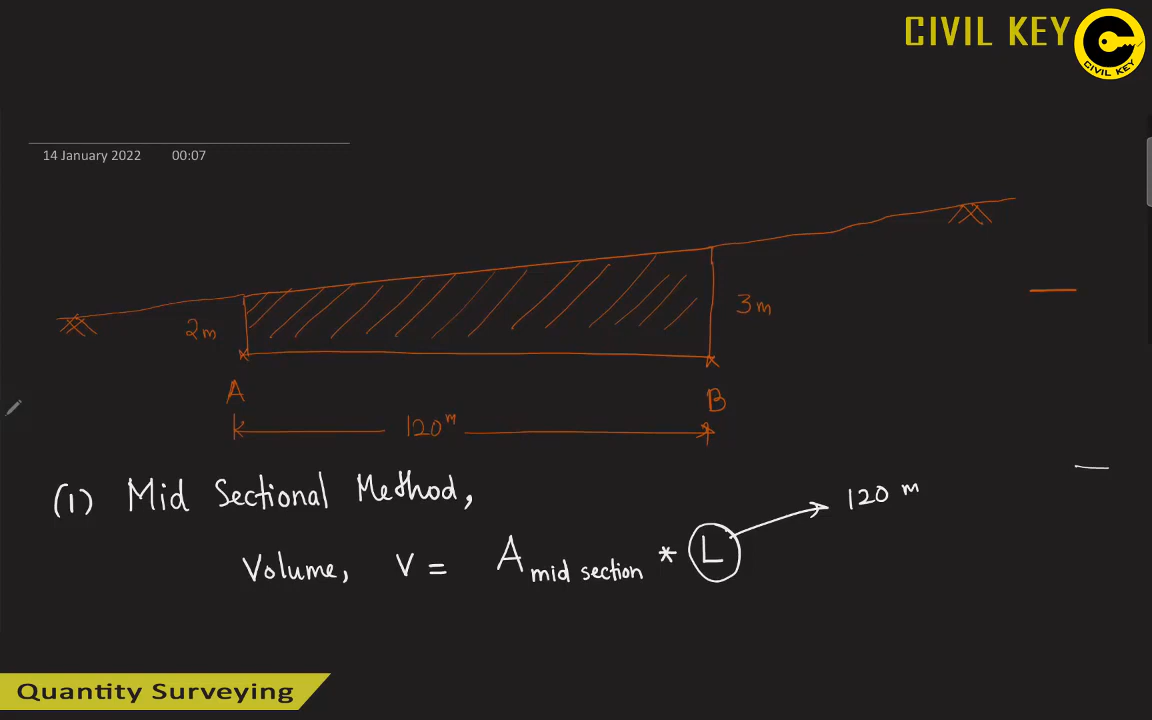 CIVIL KEY
CIVIL KEY
14 January 2022 00:07
2m
3m
A
B
120m
(1) Mid Sectional Method,
120 m
Volume, V = A mid section * L
Quantity Surveying